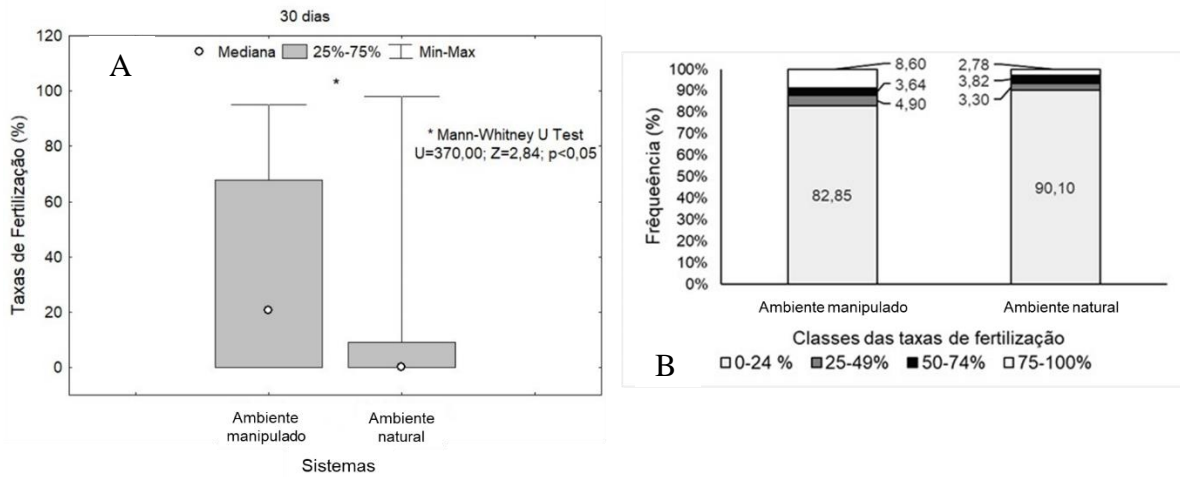 30 dias
A
Mediana 25%-75% Min-Max
*
* Mann-Whitney U Test
U=370,00; Z=2,84; p<0,05
Taxas de Fertilização (%)
120
100
80
60
40
20
0
Ambiente
manipulado
Ambiente
natural
Sistemas
B
Frêqueência (%)
100%
90%
80%
70%
60%
50%
40%
30%
20%
10%
0%
8,60
3,64
4,90
82,85
2,78
3,82
3,30
90,10
Ambiente manipulado
Ambiente natural
Classes das taxas de fertilização
0-24 % 25-49% 50-74% 75-100%